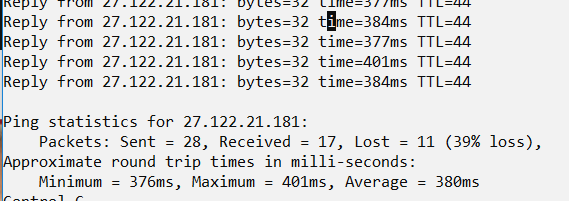 Reply from 27.122.21.181: bytes=32 time=377ms TTL=44
Reply from 27.122.21.181: bytes=32 time=384ms TTL=44
Reply from 27.122.21.181: bytes=32 time=377ms TTL=44
Reply from 27.122.21.181: bytes=32 time=401ms TTL=44
Reply from 27.122.21.181: bytes=32 time=384ms TTL=44
Ping statistics for 27.122.21.181:
Packets: Sent = 28, Received = 17, Lost = 11 (39% loss),
Approximate round trip times in milli-seconds:
Minimum = 376ms, Maximum = 401ms, Average = 380ms
Control-C